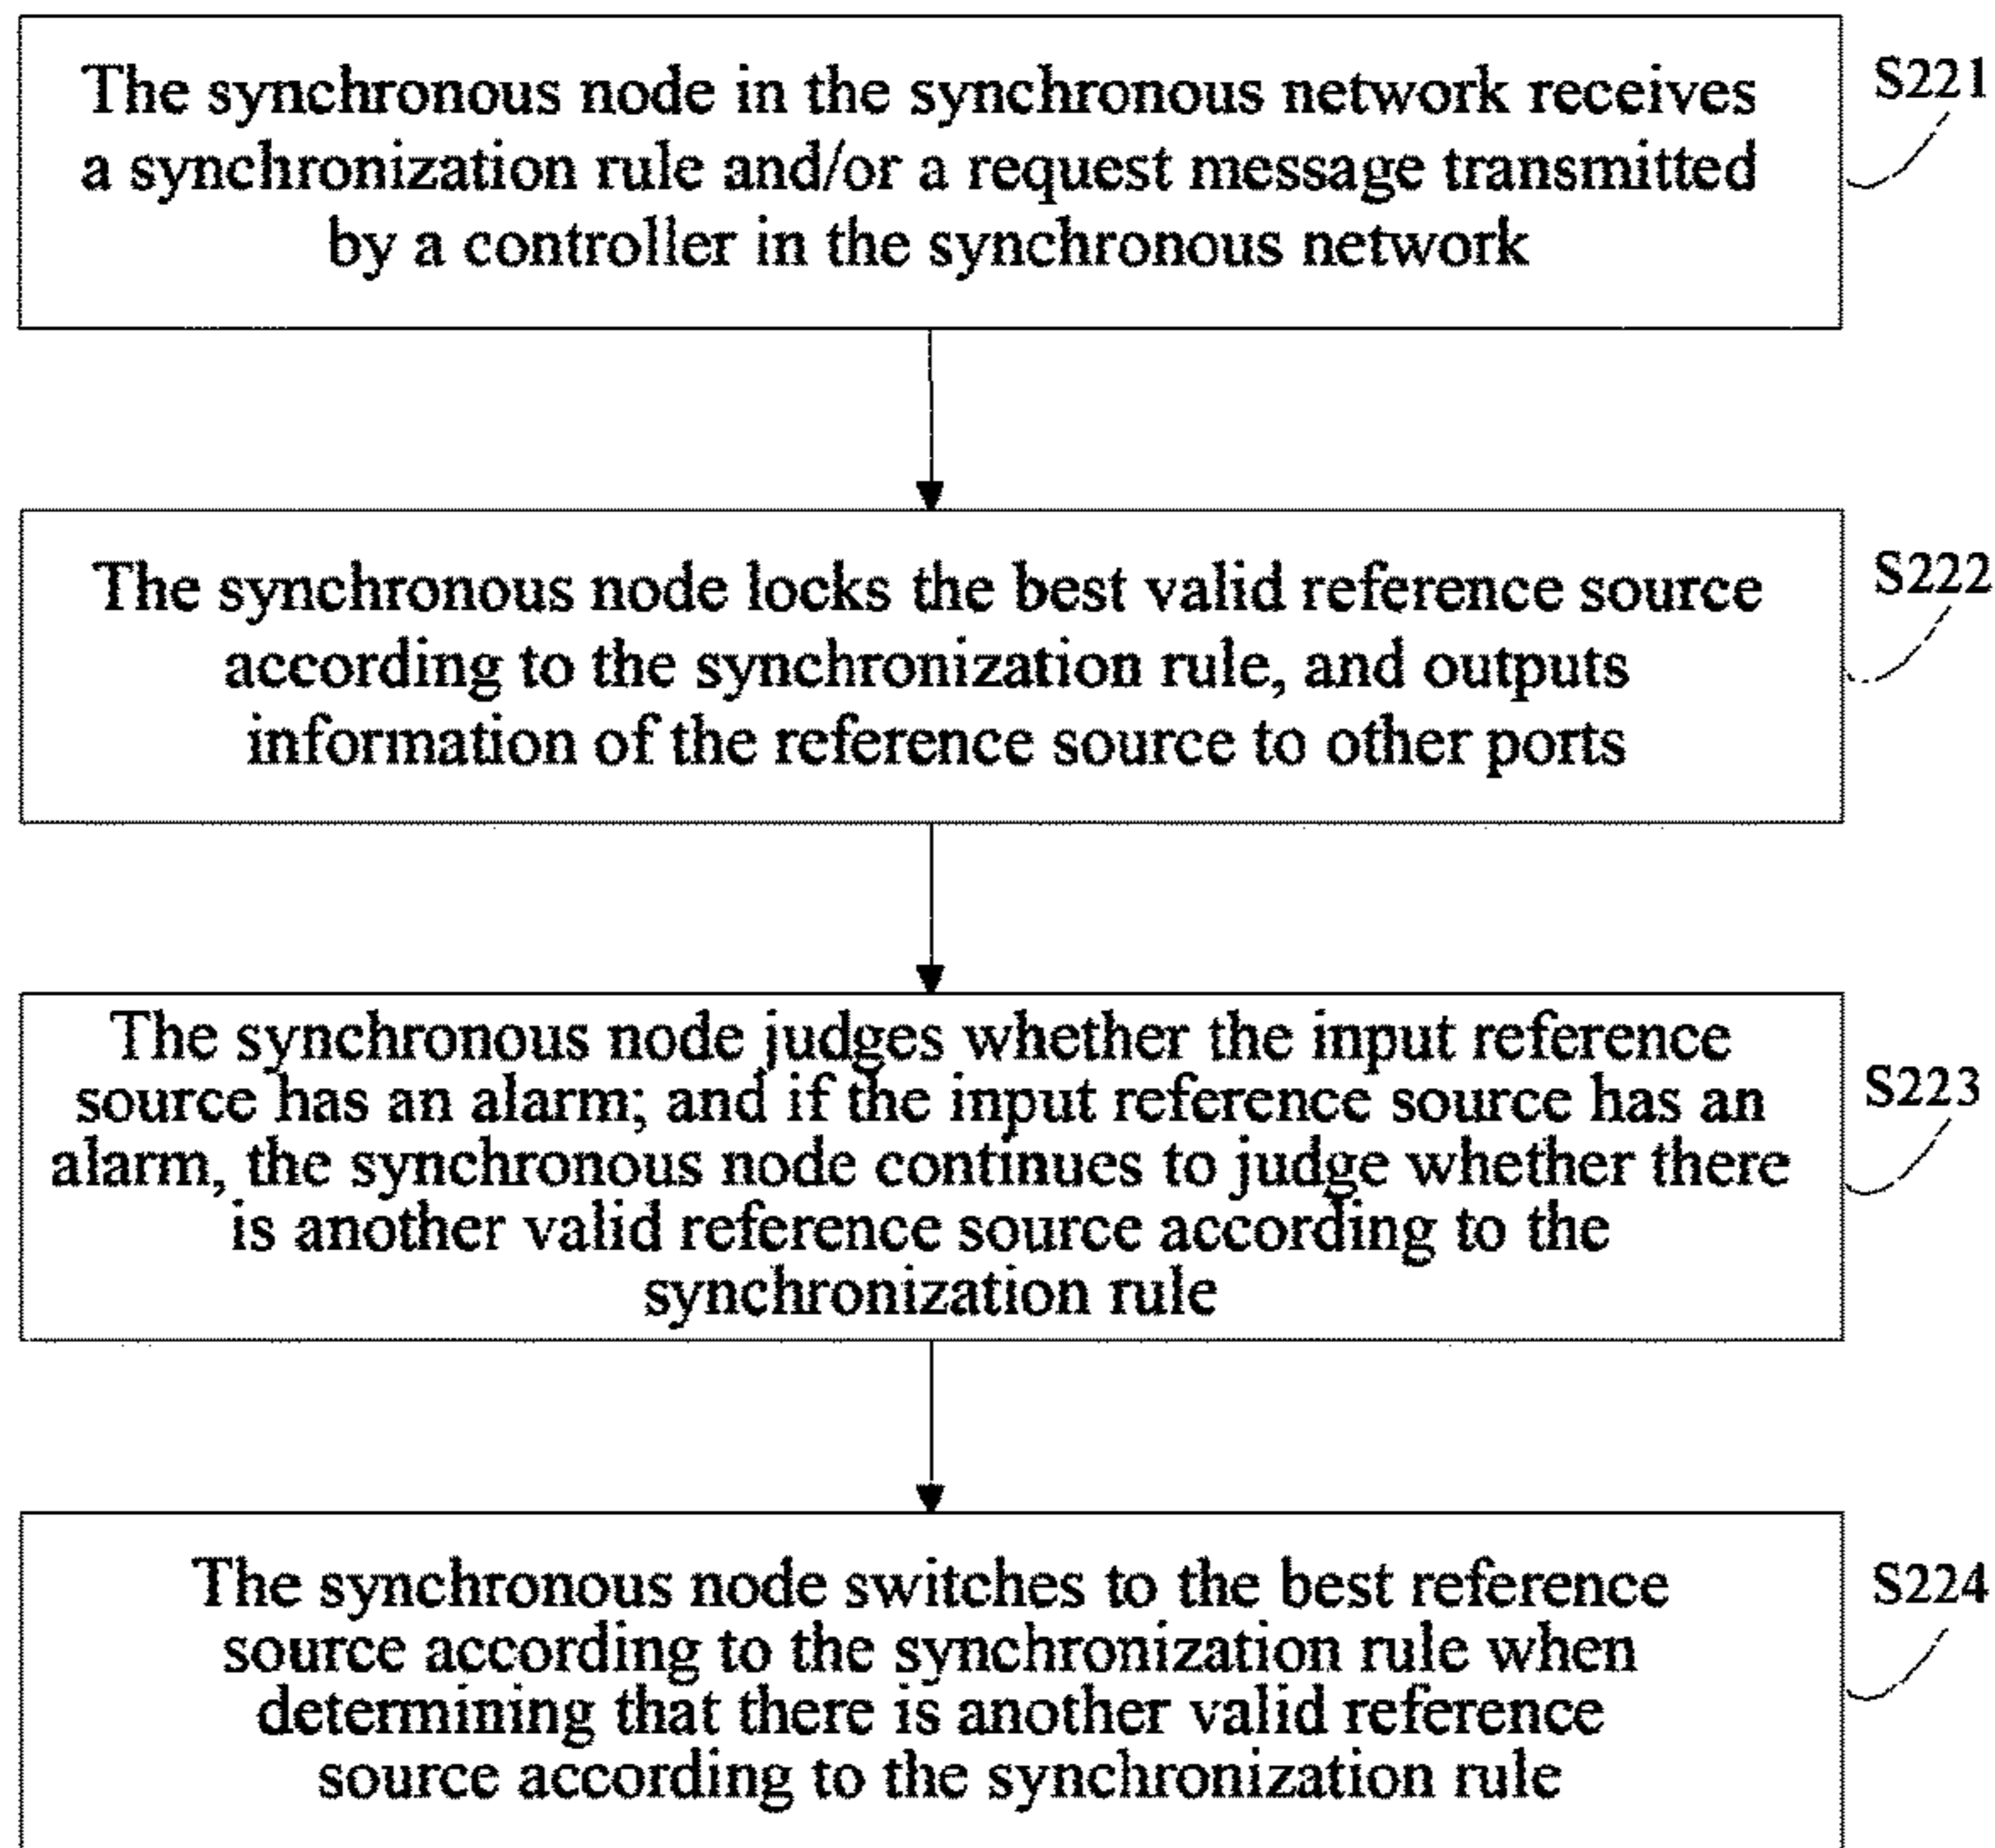 The synchronous node in the synchronous network receives
a synchronization rule and/or a request message transmitted
by a controller in the synchronous network
S221
The synchronous node locks the best valid reference source
according to the synchronization rule, and outputs
information of the reference source to other ports
S222
The synchronous node judges whether the input reference
source has an alarm; and if the input reference source has an
alarm, the synchronous node continues to judge whether there
is another valid reference source according to the
synchronization rule
S223
The synchronous node switches to the best reference
source according to the synchronization rule when
determining that there is another valid reference
source according to the synchronization rule
S224